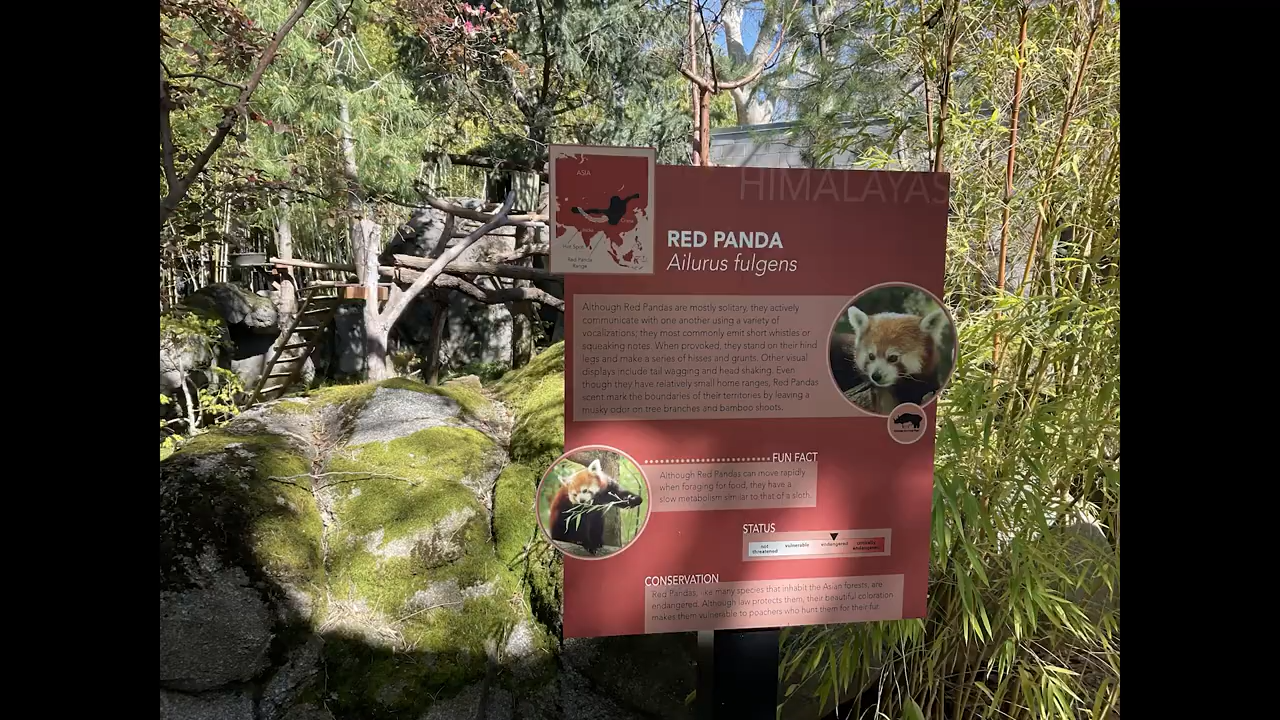 HIMALAYAS
ASIA
China
India
Hot Spot
Red Panda
Range
RED PANDA
Ailurus fulgens
Although Red Pandas are mostly solitary, they actively
communicate with one another using a variety of
vocalizations; they most commonly emit short whistles or
squeaking notes. When provoked, they stand on their hind
legs and make a series of hisses and grunts. Other visual
displays include tail wagging and head-shaking. Even
though they have relatively small home ranges, Red Pandas
scent mark the boundaries of their territories by leaving a
musky odor on tree branches and bamboo shoots.
FUN FACT
Although Red Pandas can move rapidly
when foraging for food, they have a
slow metabolism similar to that of a sloth.
STATUS
not
threatened
vulnerable
endangered
critically
endangered
CONSERVATION
Red Pandas, like many species that inhabit the Asian forests, are
endangered. Although law protects them, their beautiful coloration
makes them vulnerable to poachers who hunt them for their fur.